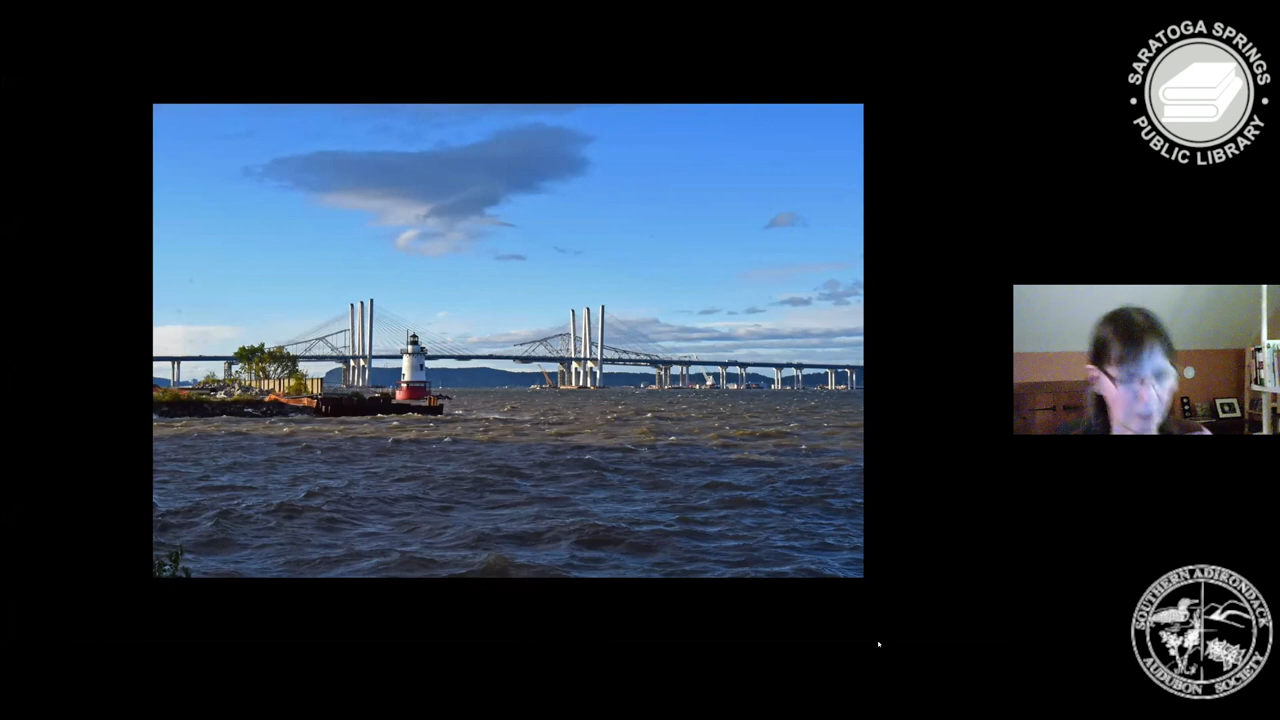 SARATOGA SPRINGS
PUBLIC LIBRARY
SOUTHERN ADIRONDACK
AUDUBON SOCIETY